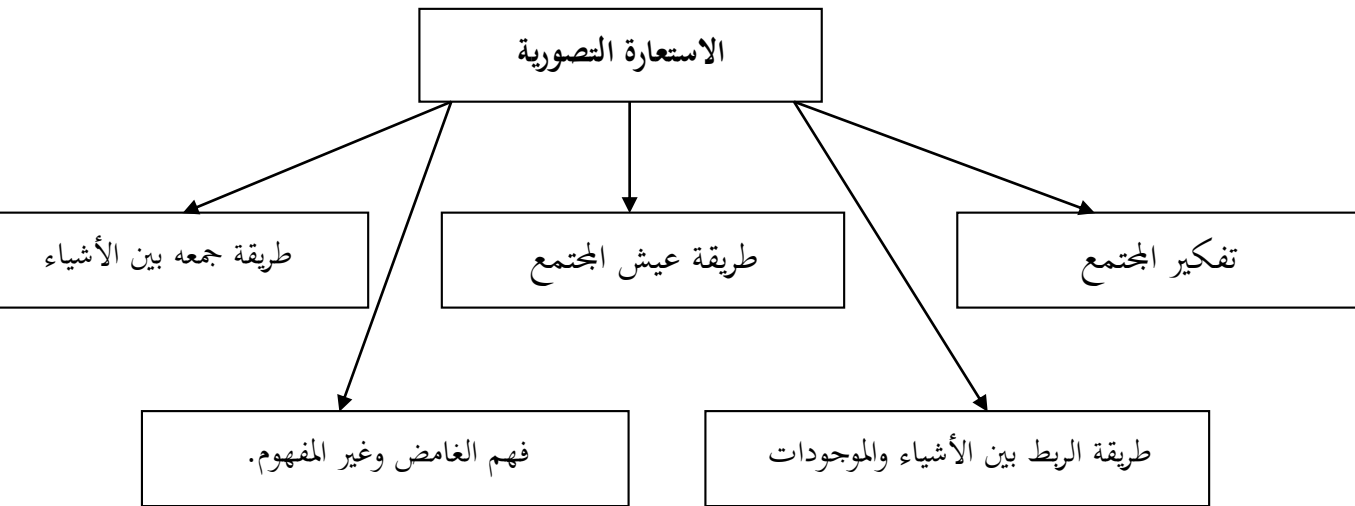 الاستعارة التصورية
تفكير المجتمع
طريقة عيش المجتمع
طريقة جمعه بين الأشياء
طريقة الربط بين الأشياء والموجودات
فهم الغامض وغير المفهوم.